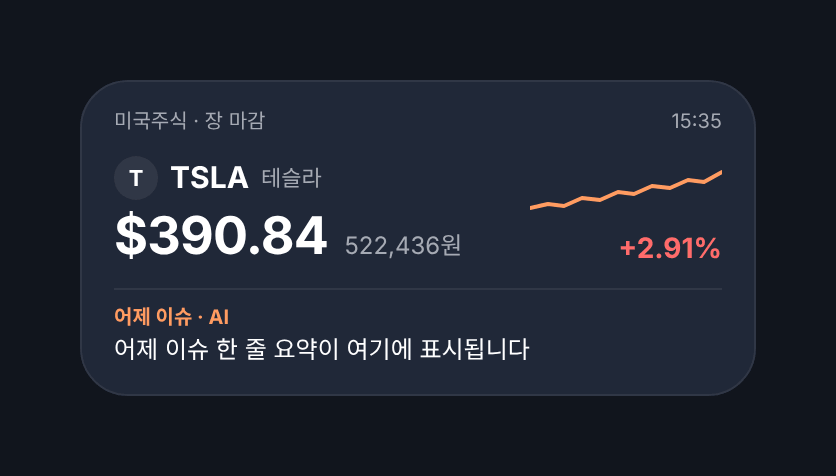 미국주식 · 장 마감 15:35
T TSLA 테슬라
$390.84 522,436원 +2.91%
어제 이슈 · AI
어제 이슈 한 줄 요약이 여기에 표시됩니다